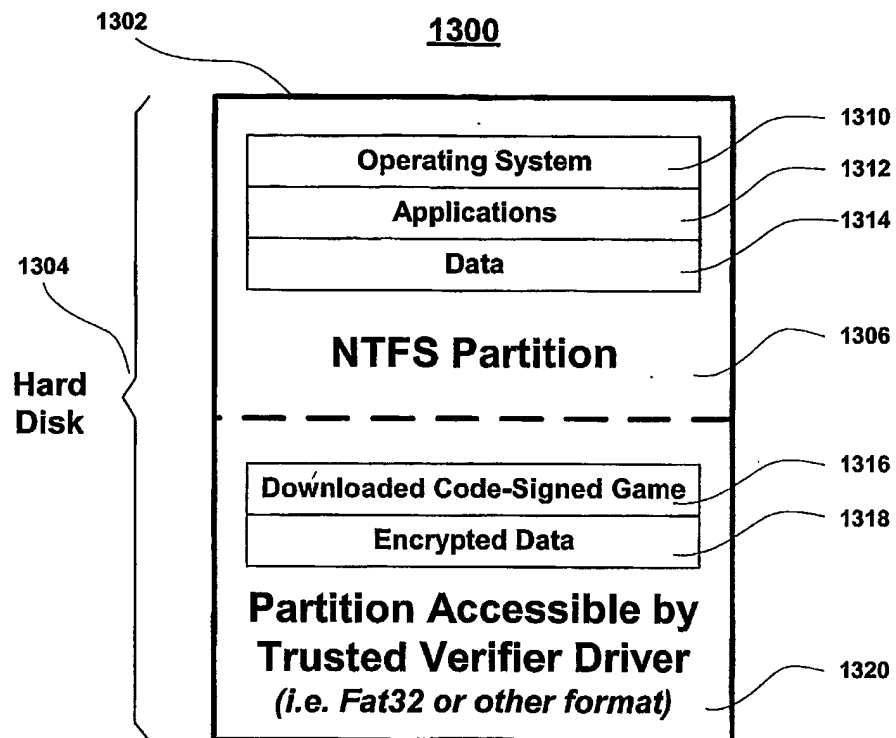 1300
1302
1310
Operating System
1312
Applications
1314
Data
1304
NTFS Partition
1306
Hard
Disk
1316
Downloaded Code-Signed Game
1318
Encrypted Data
Partition Accessible by
Trusted Verifier Driver
(i.e. Fat32 or other format)
1320